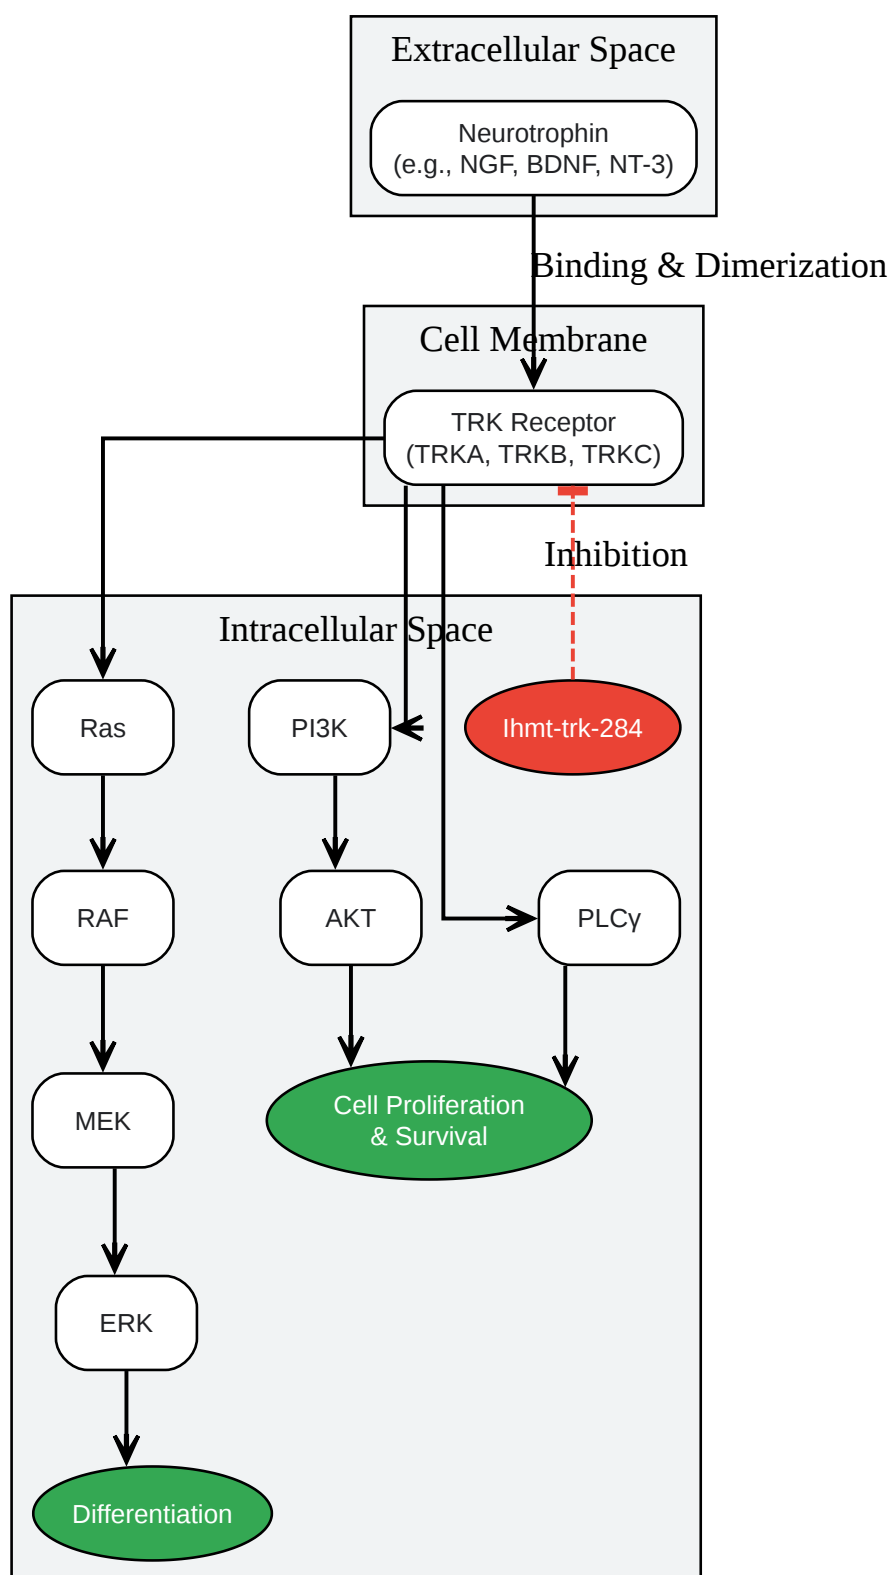 Extracellular Space
Neurotrophin
(e.g., NGF, BDNF, NT-3)
Binding & Dimerization
Cell Membrane
TRK Receptor
(TRKA, TRKB, TRKC)
Inhibition
Intracellular Space
Ras
PI3K
Ihmt-trk-284
RAF
AKT
PLCγ
MEK
Cell Proliferation
& Survival
ERK
Differentiation